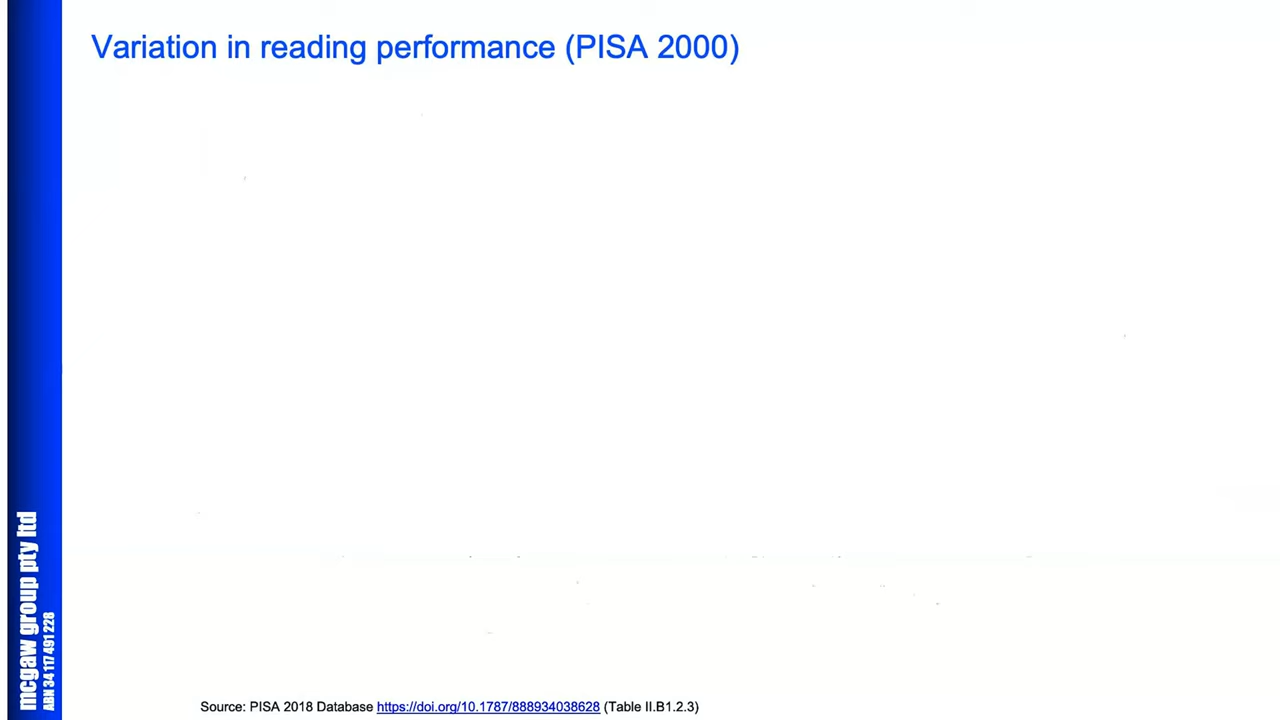 Variation in reading performance (PISA 2000)
mcgaw group pty ltd
ABN 34 117 491 228
Source: PISA 2018 Database https://doi.org/10.1787/888934038628 (Table II.B1.2.3)